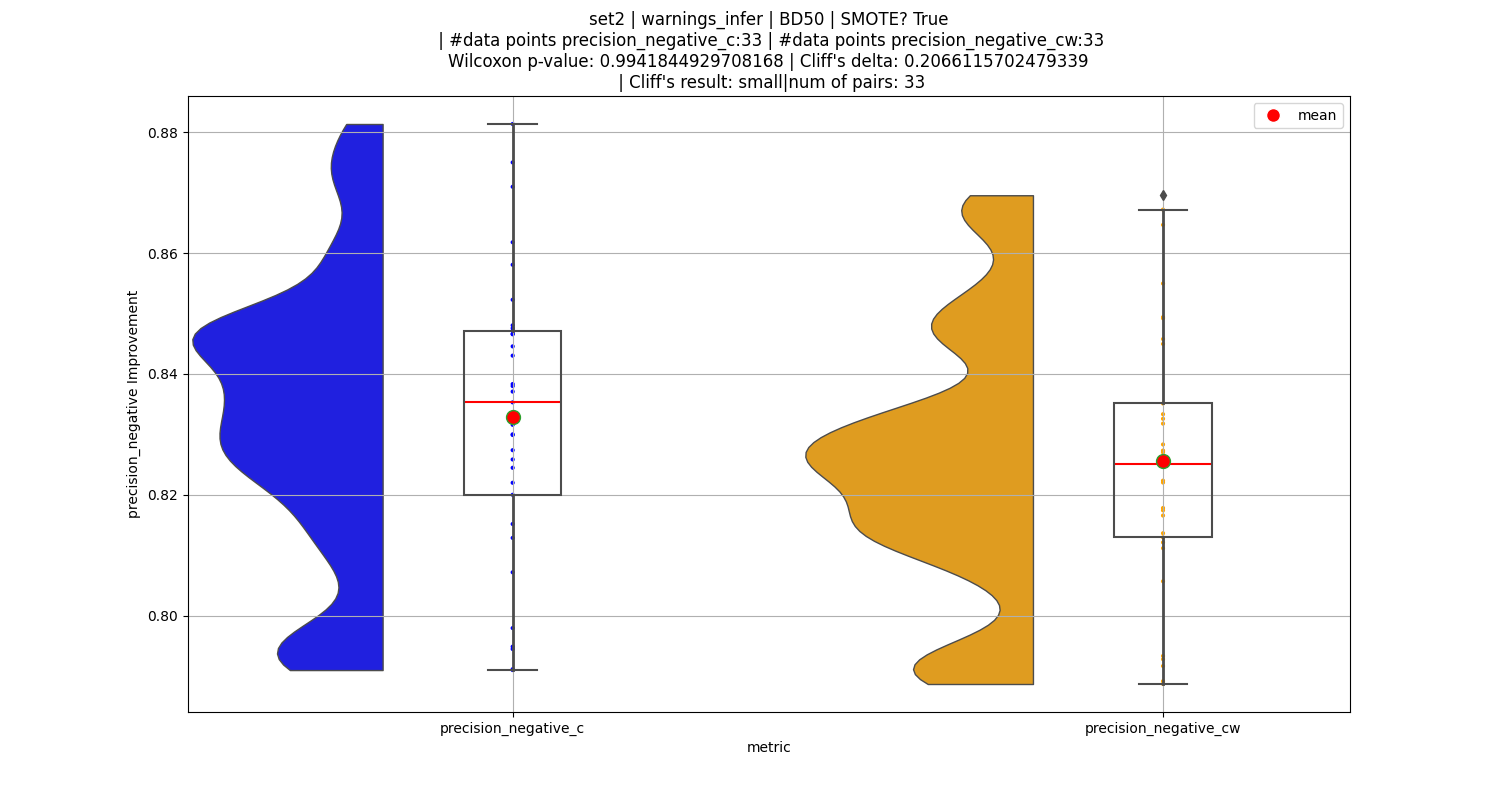 set2 | warnings_infer | BD50 | SMOTE? True
| #data points precision_negative_c:33 | #data points precision_negative_cw:33
Wilcoxon p-value: 0.9941844929708168 | Cliff's delta: 0.2066115702479339
| Cliff's result: small|num of pairs: 33
mean
0.88
0.86
0.84
0.82
0.80
precision_negative Improvement
precision_negative_c
precision_negative_cw
metric